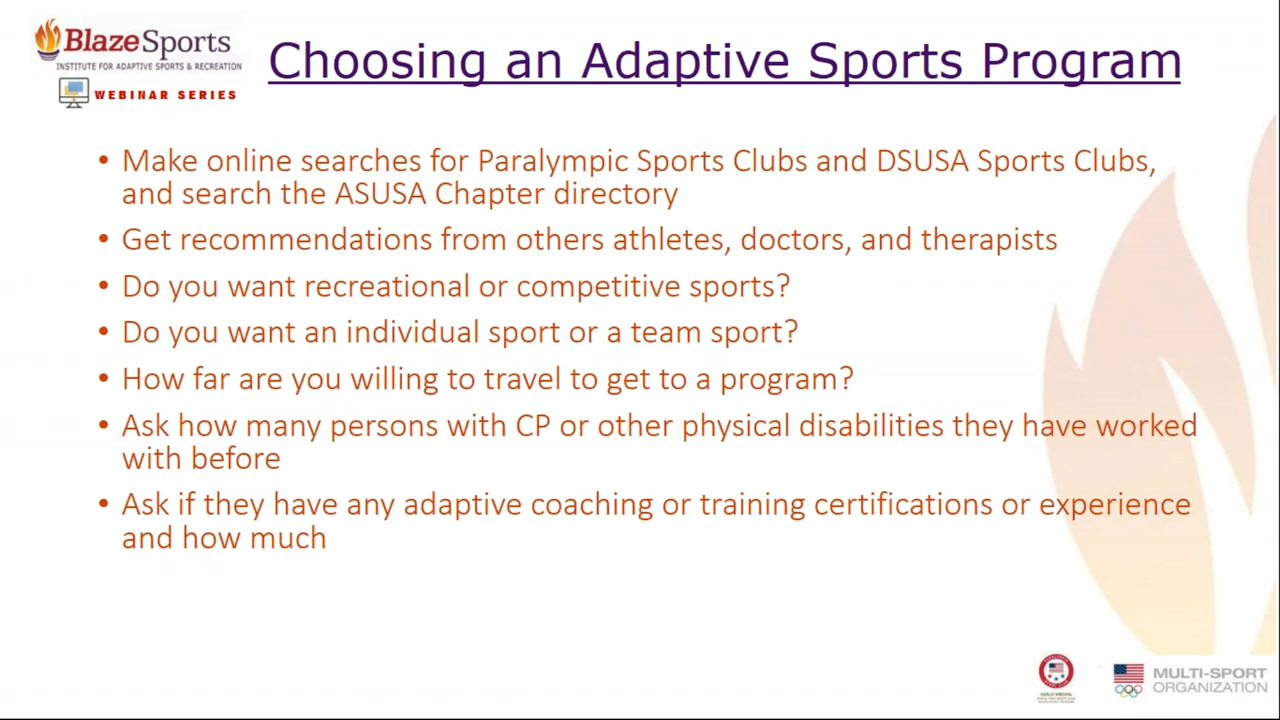 BlazeSports
INSTITUTE FOR ADAPTIVE SPORTS & RECREATION
WEBINAR SERIES
Choosing an Adaptive Sports Program
• Make online searches for Paralympic Sports Clubs and DSUSA Sports Clubs,
and search the ASUSA Chapter directory
• Get recommendations from others athletes, doctors, and therapists
• Do you want recreational or competitive sports?
• Do you want an individual sport or a team sport?
• How far are you willing to travel to get to a program?
• Ask how many persons with CP or other physical disabilities they have worked
with before
• Ask if they have any adaptive coaching or training certifications or experience
and how much
MULTI-SPORT
ORGANIZATION